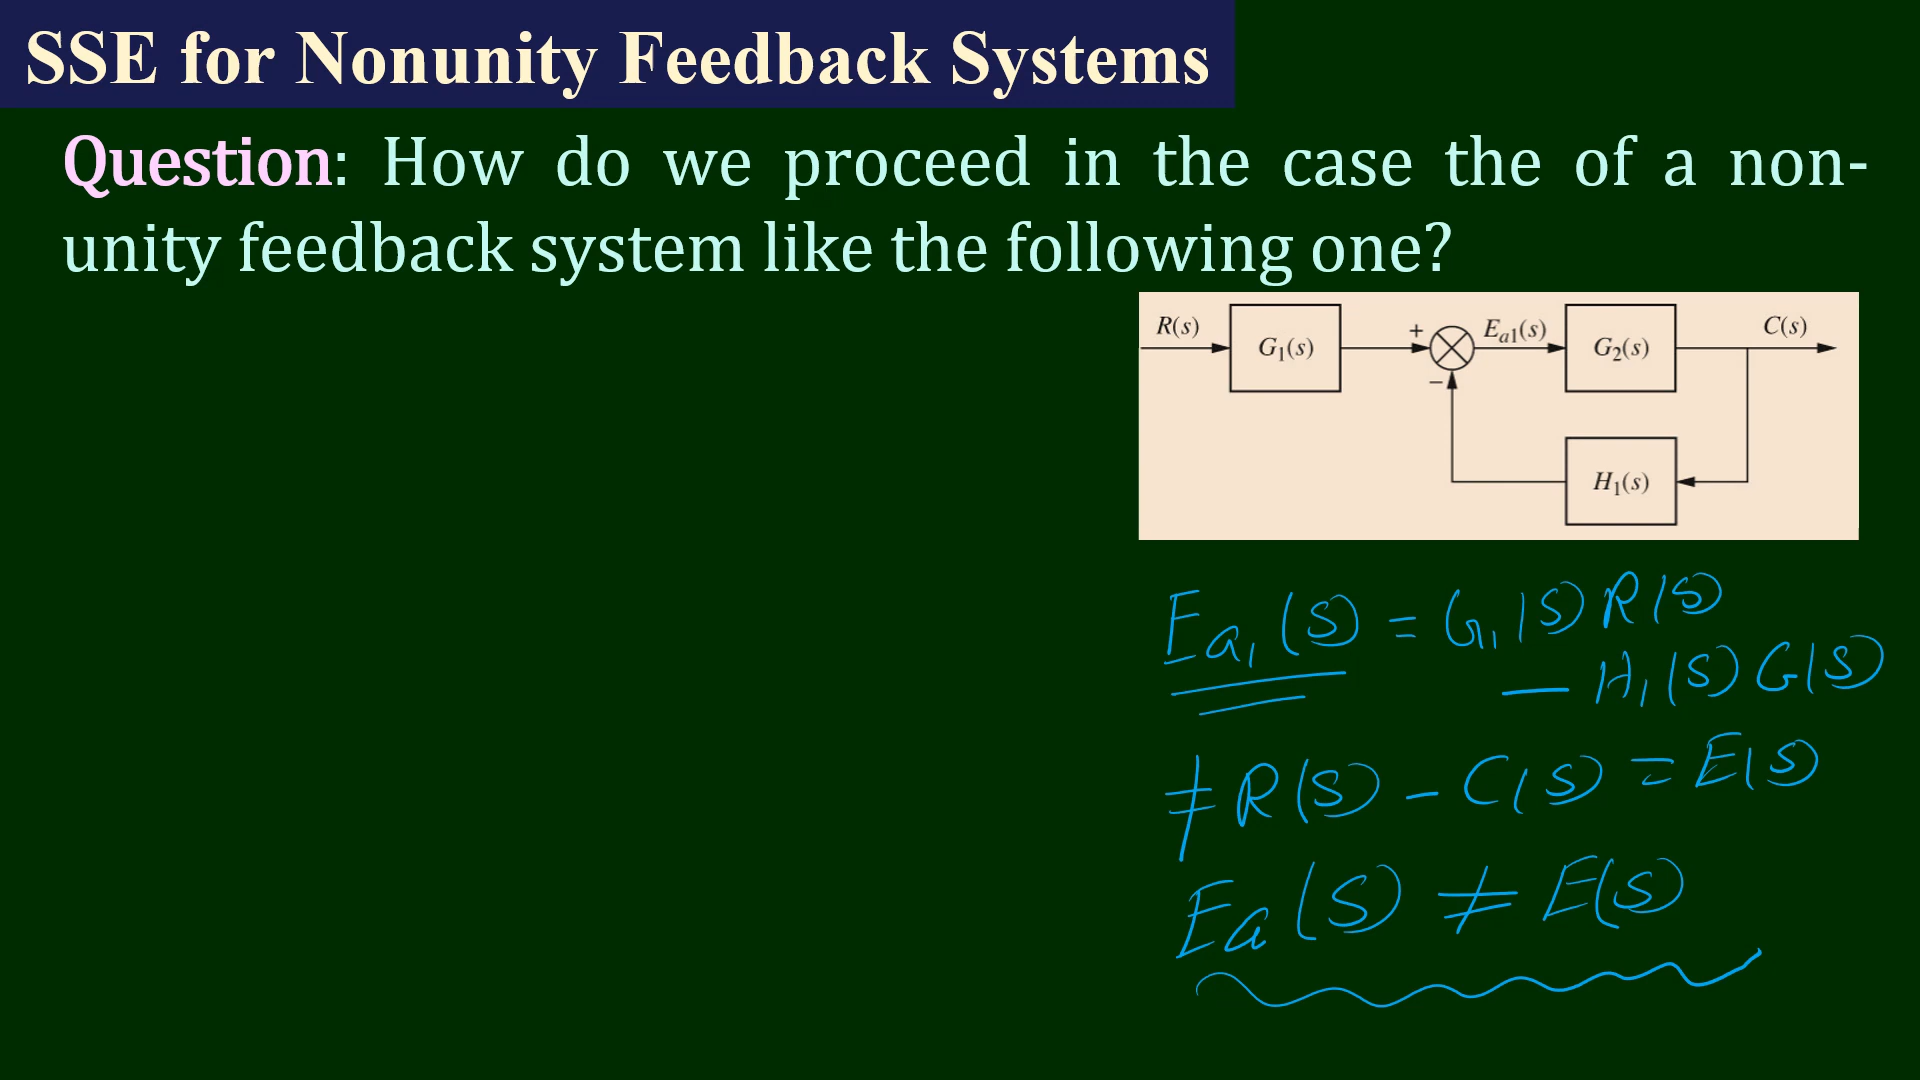 SSE for Nonunity Feedback Systems
Question: How do we proceed in the case the of a non-
unity feedback system like the following one?
R(s) G₁(s) + Eₐ₁(s) G₂(s) C(s)
−
H₁(s)
Eₐ₁(s) = G₁(s) R(s)
− H₁(s) G(s)
≠ R(s) − C(s) = E(s)
Eₐ(s) ≠ E(s)